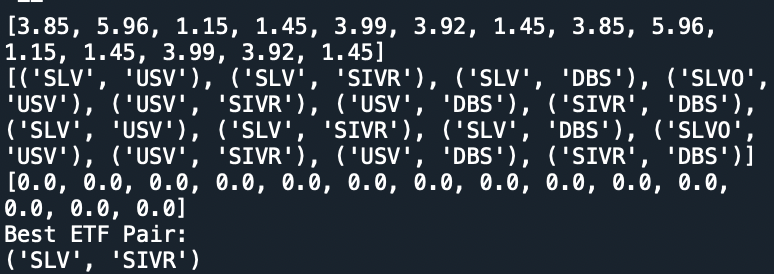 [3.85, 5.96, 1.15, 1.45, 3.99, 3.92, 1.45, 3.85, 5.96,
1.15, 1.45, 3.99, 3.92, 1.45]
[('SLV', 'USV'), ('SLV', 'SIVR'), ('SLV', 'DBS'), ('SLVO',
'USV'), ('USV', 'SIVR'), ('USV', 'DBS'), ('SIVR', 'DBS'),
('SLV', 'USV'), ('SLV', 'SIVR'), ('SLV', 'DBS'), ('SLVO',
'USV'), ('USV', 'SIVR'), ('USV', 'DBS'), ('SIVR', 'DBS')]
[0.0, 0.0, 0.0, 0.0, 0.0, 0.0, 0.0, 0.0, 0.0, 0.0, 0.0,
0.0, 0.0, 0.0]
Best ETF Pair:
('SLV', 'SIVR')